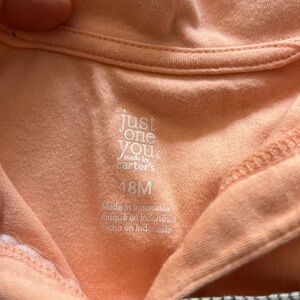 just
one
you
made by
carter's
18M
Made in Indonesia
Fabriqué en Indonésie
Hecho en Indonesia